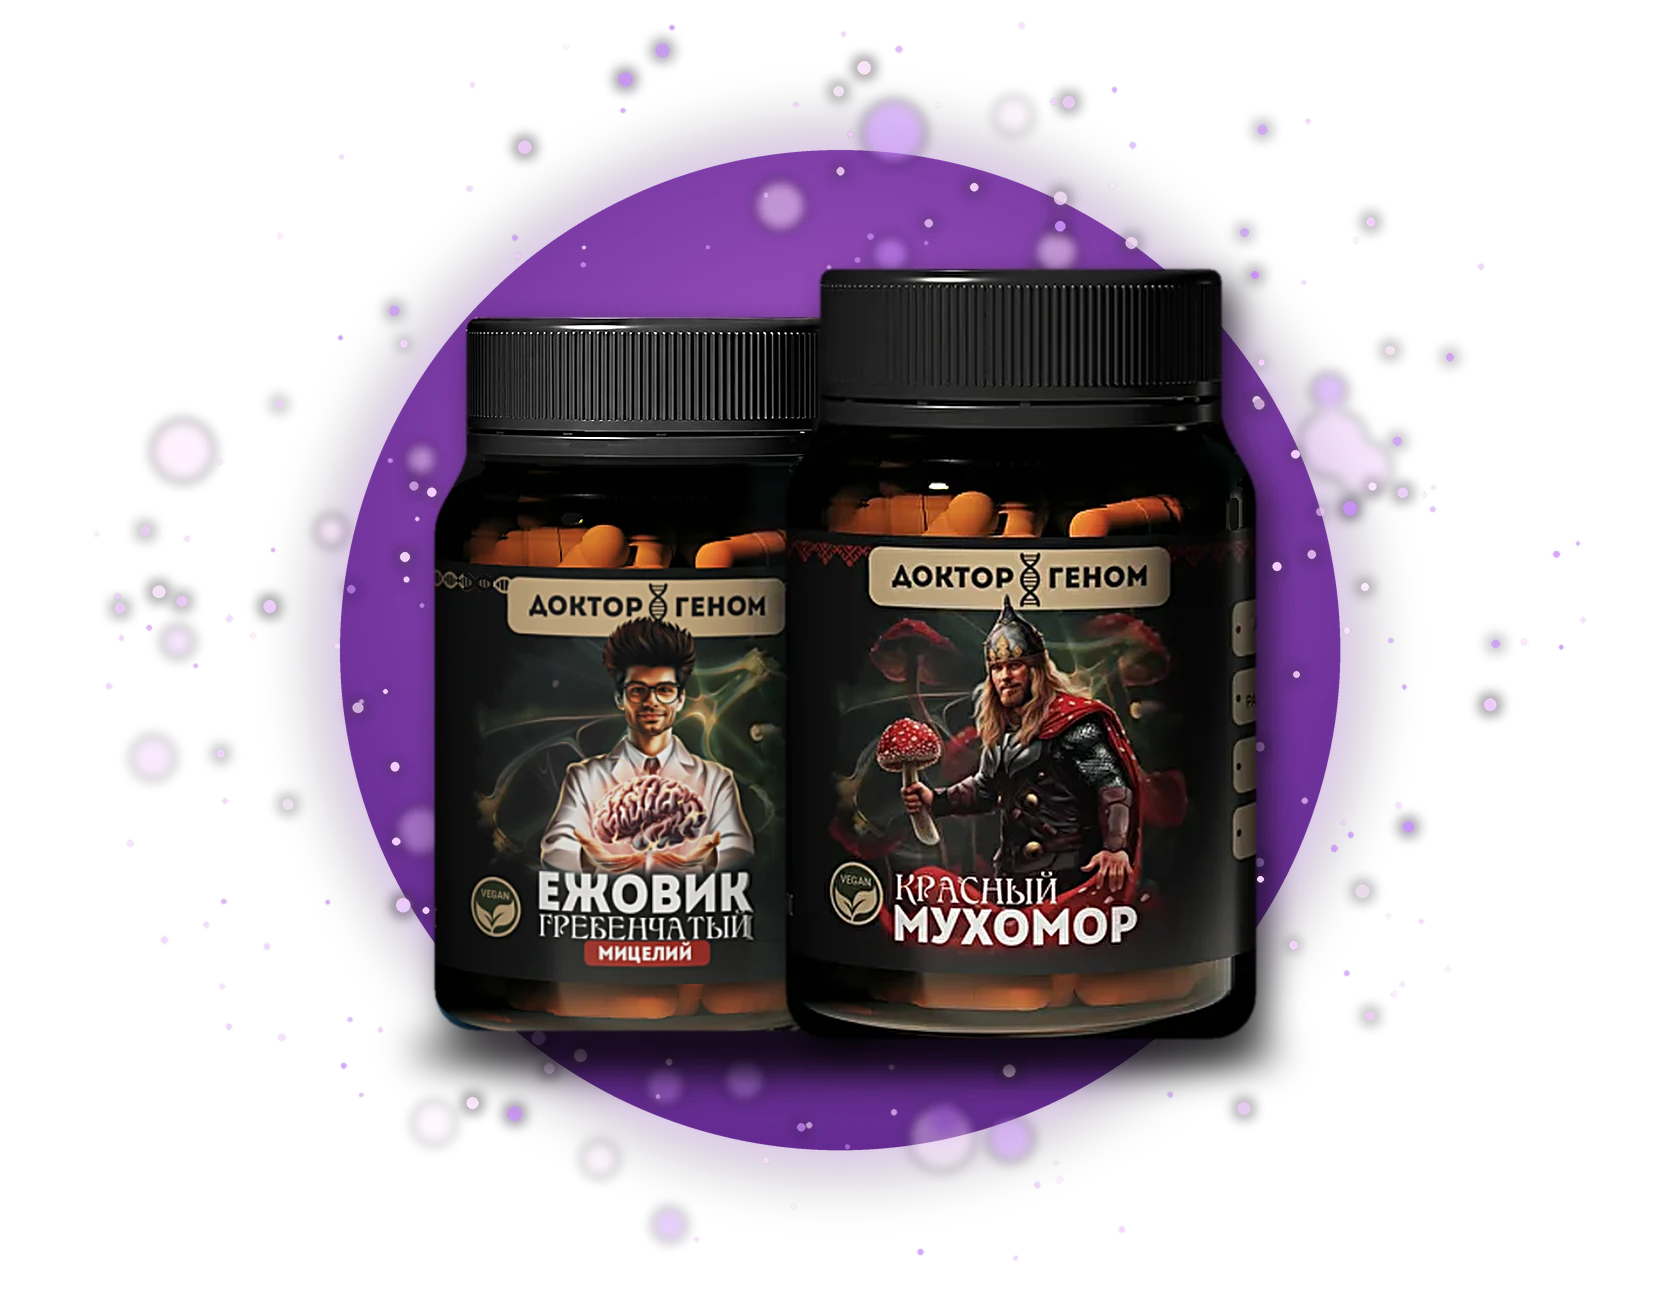 ДОКТОР ГЕНОМ
VEGAN
ЕЖОВИК
ГРЕБЕНЧАТЫЙ
МИЦЕЛИЙ
ДОКТОР ГЕНОМ
VEGAN
КРАСНЫЙ
МУХОМОР